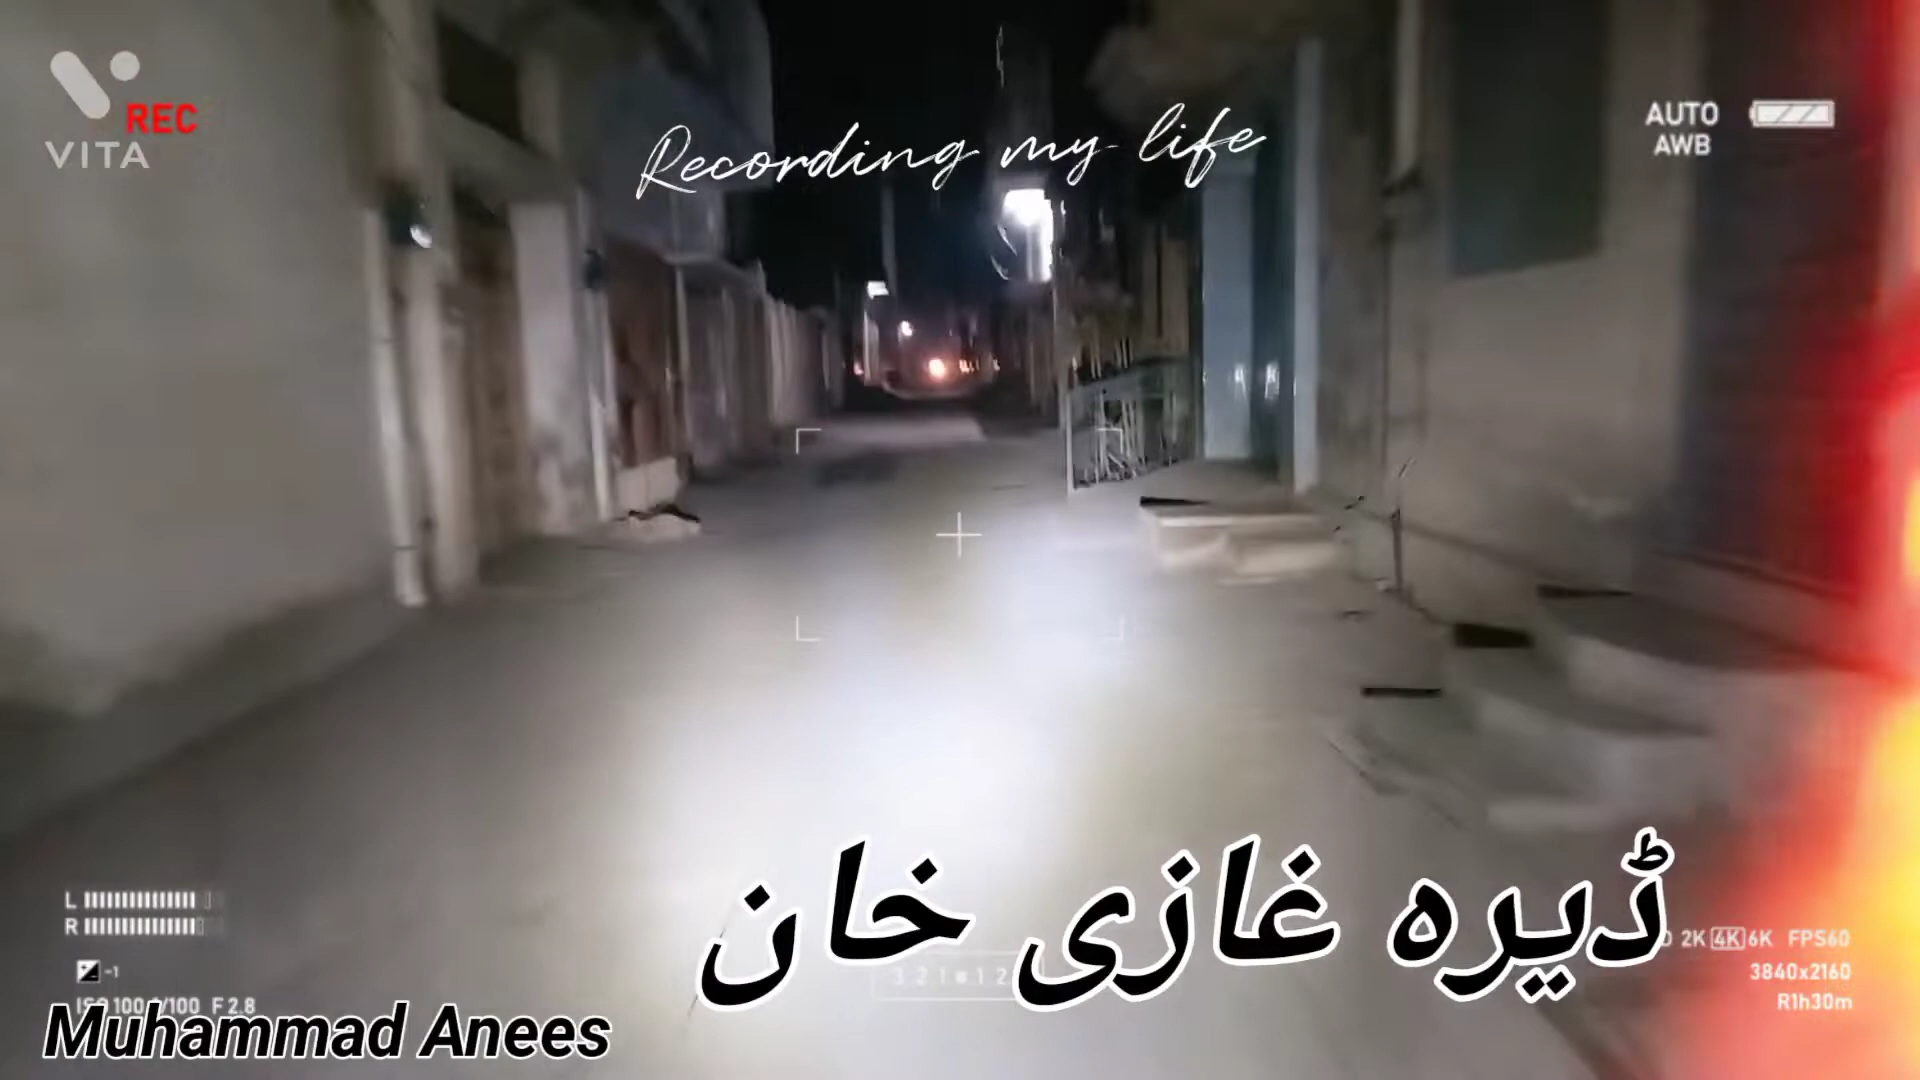 REC
VITA
Recording my life
AUTO
AWB
ڈیرہ غازی خان
L
R
-1
2K 4K 6K FPS60
3840x2160
R1h30m
F2.8
Muhammad Anees